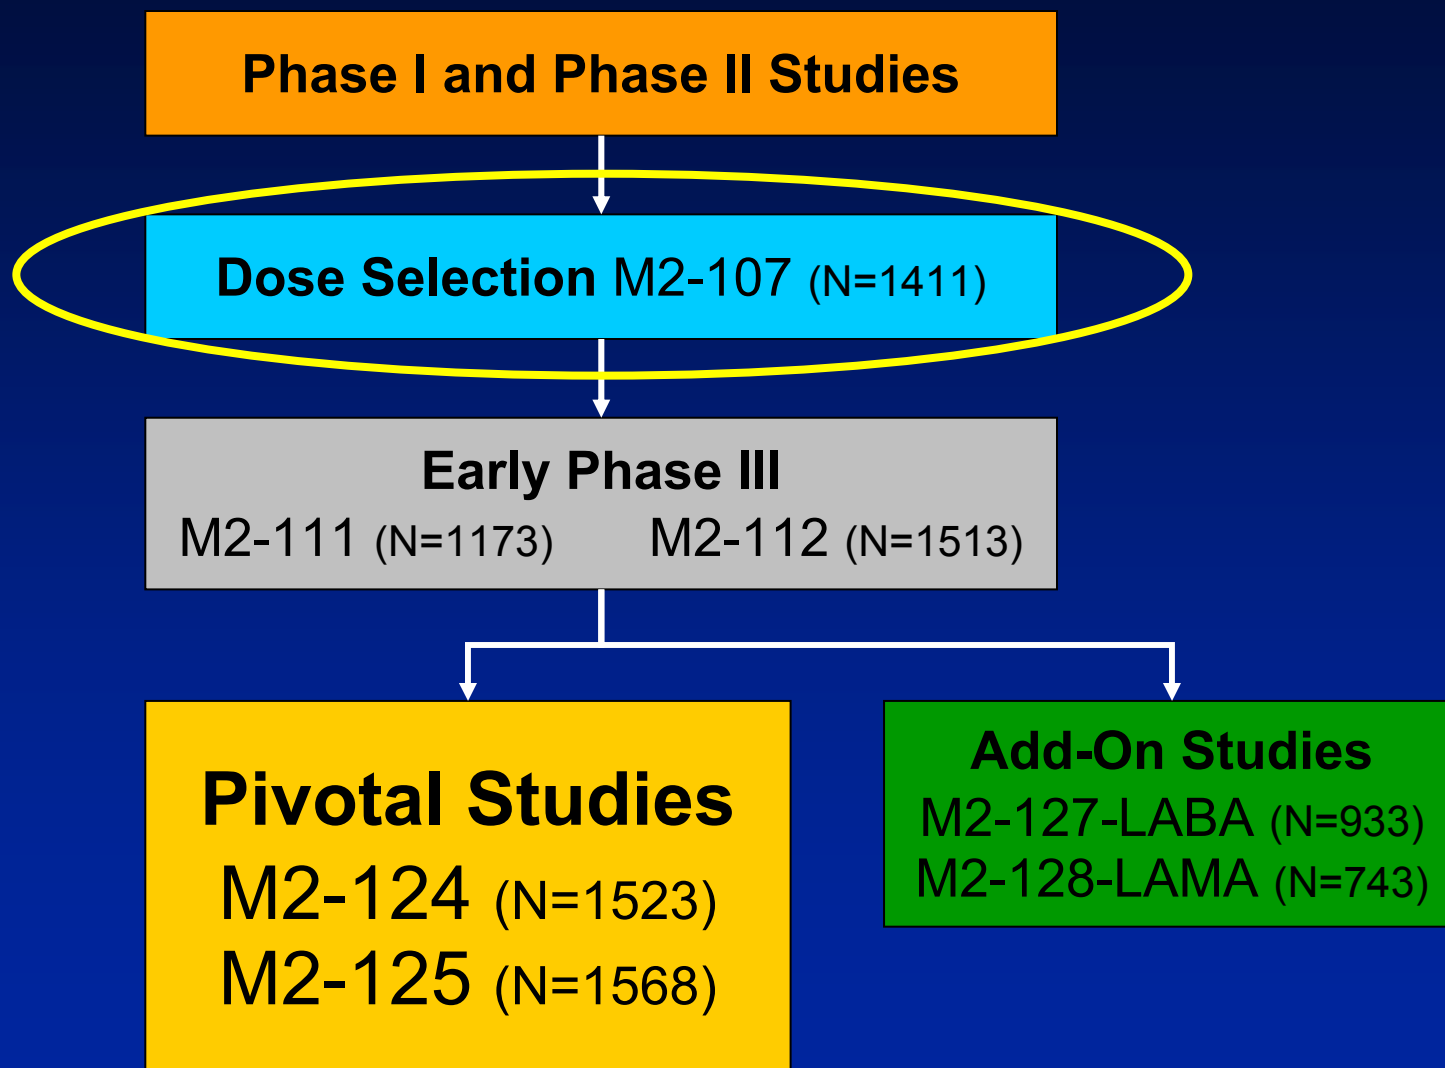 Phase I and Phase II Studies
Dose Selection M2-107 (N=1411)
Early Phase III
M2-111 (N=1173) M2-112 (N=1513)
Pivotal Studies
M2-124 (N=1523)
M2-125 (N=1568)
Add-On Studies
M2-127-LABA (N=933)
M2-128-LAMA (N=743)